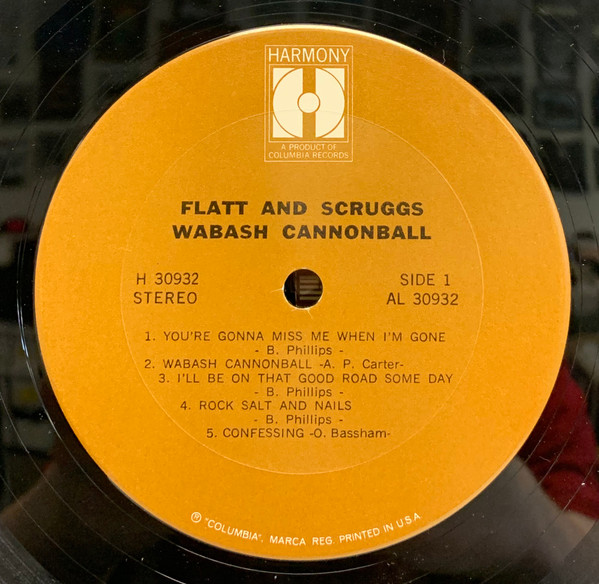 HARMONY
H
A PRODUCT OF
COLUMBIA RECORDS
FLATT AND SCRUGGS
WABASH CANNONBALL
H 30932
STEREO
SIDE 1
AL 30932
1. YOU'RE GONNA MISS ME WHEN I'M GONE
- B. Phillips -
2. WABASH CANNONBALL -A. P. Carter-
3. I'LL BE ON THAT GOOD ROAD SOME DAY
- B. Phillips -
4. ROCK SALT AND NAILS
- B. Phillips -
5. CONFESSING -O. Bassham-
® "COLUMBIA", MARCA REG. PRINTED IN U.S.A.